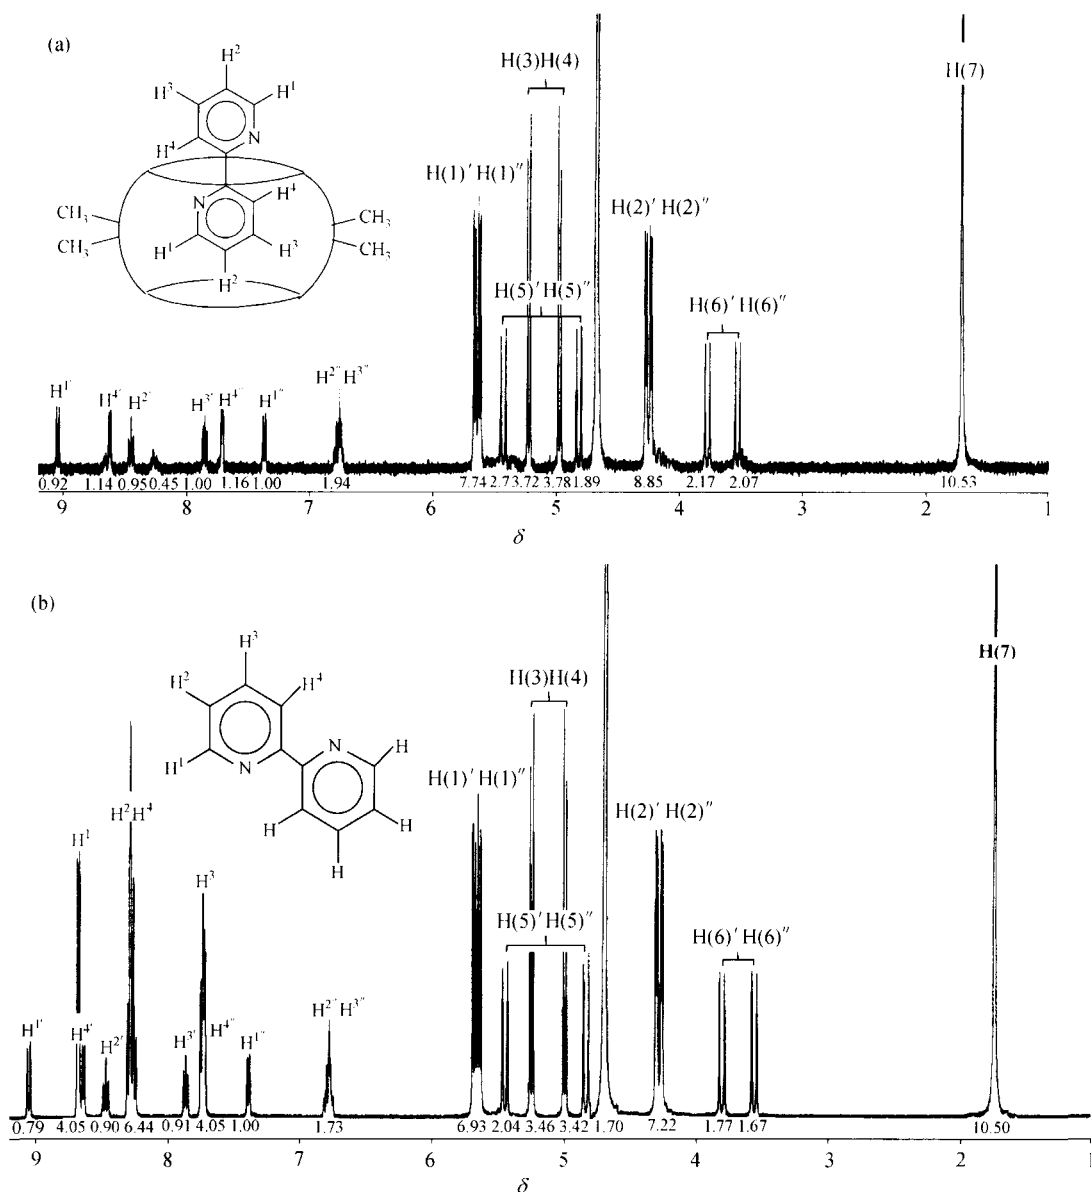 (a)
H²
H³
H¹
N
H⁴
N
H⁴
CH₃
CH₃
CH₃
CH₃
H¹
H³
H²
H(3)H(4)
H(7)
H(1)′ H(1)″
H(2)′ H(2)″
H(5)′ H(5)″
H(6)′ H(6)″
H¹′
H⁴′
H²′
H³′
H⁴″
H¹″
H²″ H³″
0.92 1.14 0.95 0.45 1.00 1.16 1.00 1.94 7.74 2.77 3.72 3.78 1.89 8.85 2.17 2.07 10.53
9 8 7 6 5 4 3 2 1
δ
(b)
H³
H²
H⁴
N
H¹
N
H
H
H
H
H(3)H(4)
H(7)
H(1)′ H(1)″
H(2)′ H(2)″
H(5)′ H(5)″
H(6)′ H(6)″
H¹
H² H⁴
H³
H¹′
H⁴′
H²′
H³′
H⁴″
H¹″
H²′ H³″
0.79 4.05 0.90 6.44 0.91 4.05 1.00 1.73 6.93 2.04 3.46 3.42 1.70 7.22 1.77 1.67 10.50
9 8 7 6 5 4 3 2 1
δ